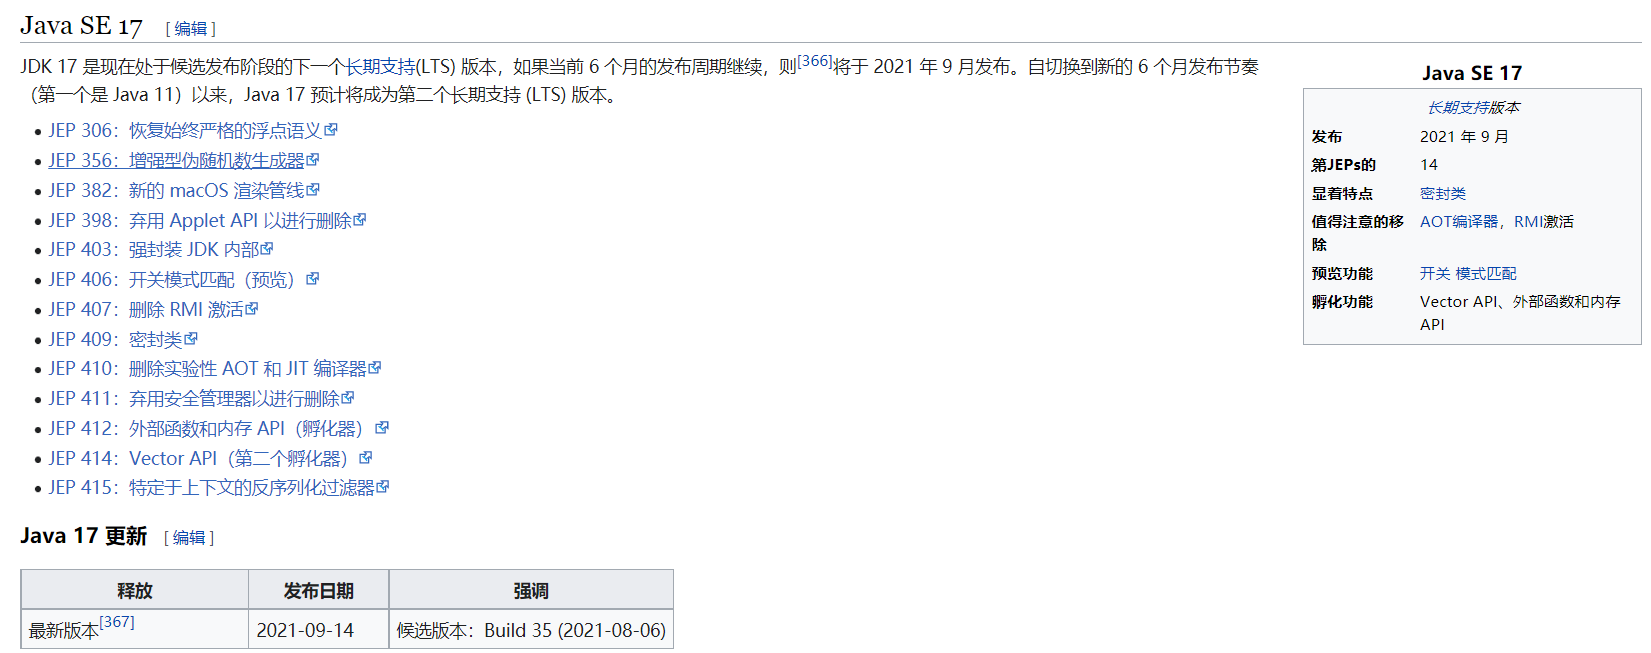 Java SE 17 [ 编辑 ]
JDK 17 是现在处于候选发布阶段的下一个长期支持(LTS) 版本，如果当前 6 个月的发布周期继续，则[366]将于 2021 年 9 月发布。自切换到新的 6 个月发布节奏
（第一个是 Java 11）以来，Java 17 预计将成为第二个长期支持 (LTS) 版本。
JEP 306：恢复始终严格的浮点语义
JEP 356：增强型伪随机数生成器
JEP 382：新的 macOS 渲染管线
JEP 398：弃用 Applet API 以进行删除
JEP 403：强封装 JDK 内部
JEP 406：开关模式匹配（预览）
JEP 407：删除 RMI 激活
JEP 409：密封类
JEP 410：删除实验性 AOT 和 JIT 编译器
JEP 411：弃用安全管理器以进行删除
JEP 412：外部函数和内存 API（孵化器）
JEP 414：Vector API（第二个孵化器）
JEP 415：特定于上下文的反序列化过滤器
Java SE 17
长期支持版本
发布 2021 年 9 月
第JEPs的 14
显着特点 密封类
值得注意的移 AOT编译器，RMI激活
除
预览功能 开关 模式匹配
孵化功能 Vector API、外部函数和内存
API
Java 17 更新 [ 编辑 ]
释放 发布日期 强调
最新版本[367] 2021-09-14 候选版本：Build 35 (2021-08-06)